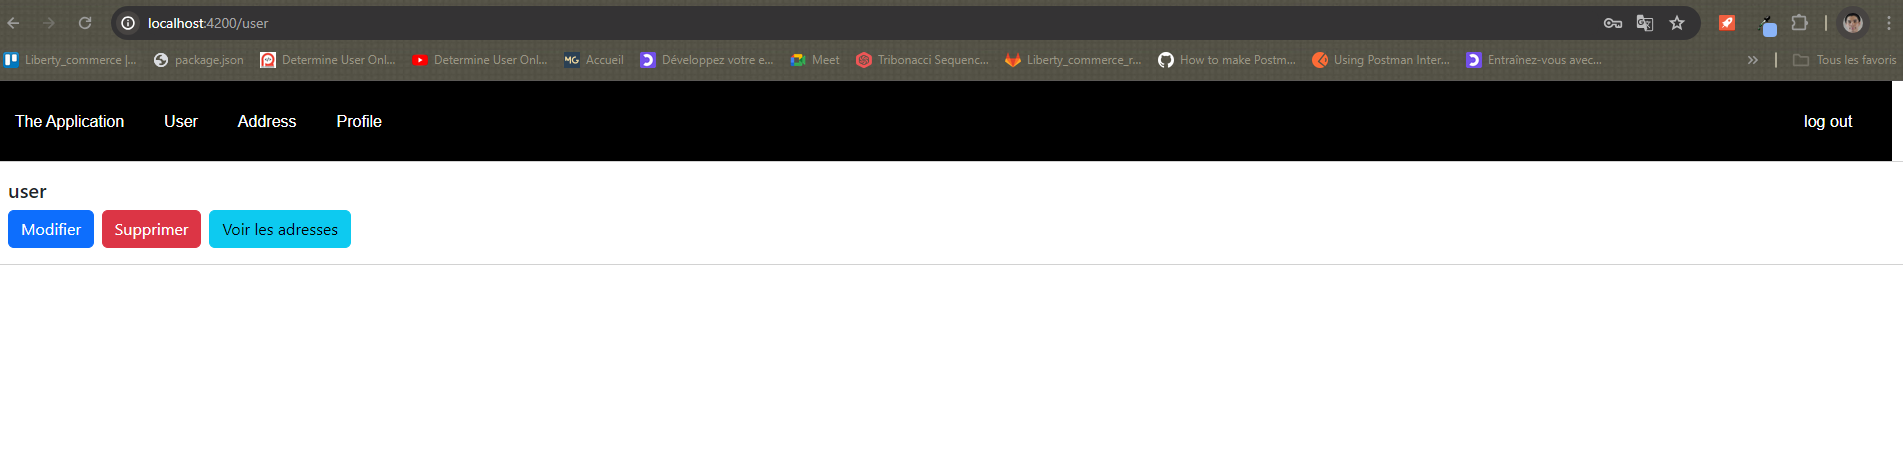 localhost:4200/user
Liberty_commerce |... package.json Determine User Onl... Determine User Onl... MG Accueil Développez votre e... Meet Tribonacci Sequenc... Liberty_commerce_r... How to make Postm... Using Postman Inter... Entraînez-vous avec... Tous les favoris
The Application User Address Profile log out
user
Modifier Supprimer Voir les adresses